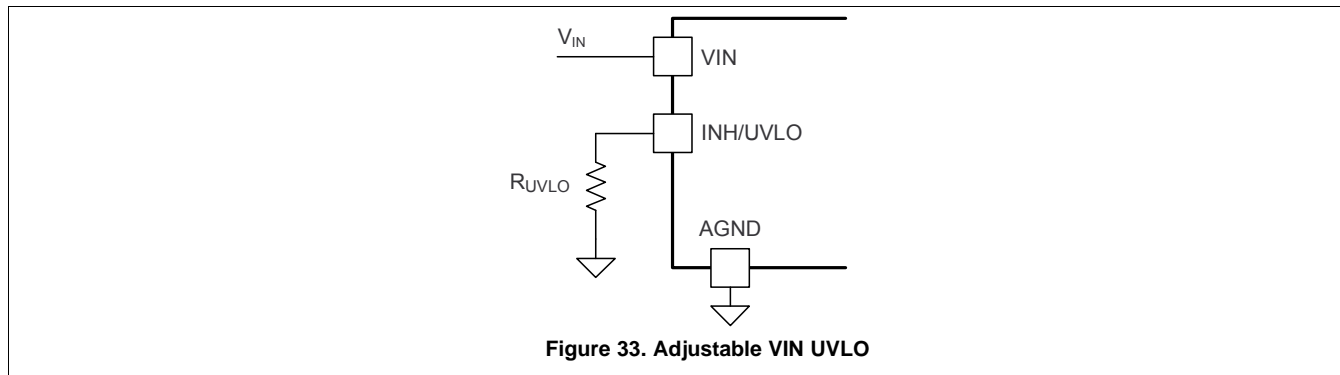 VIN
VIN
INH/UVLO
RUVLO
AGND
Figure 33. Adjustable VIN UVLO